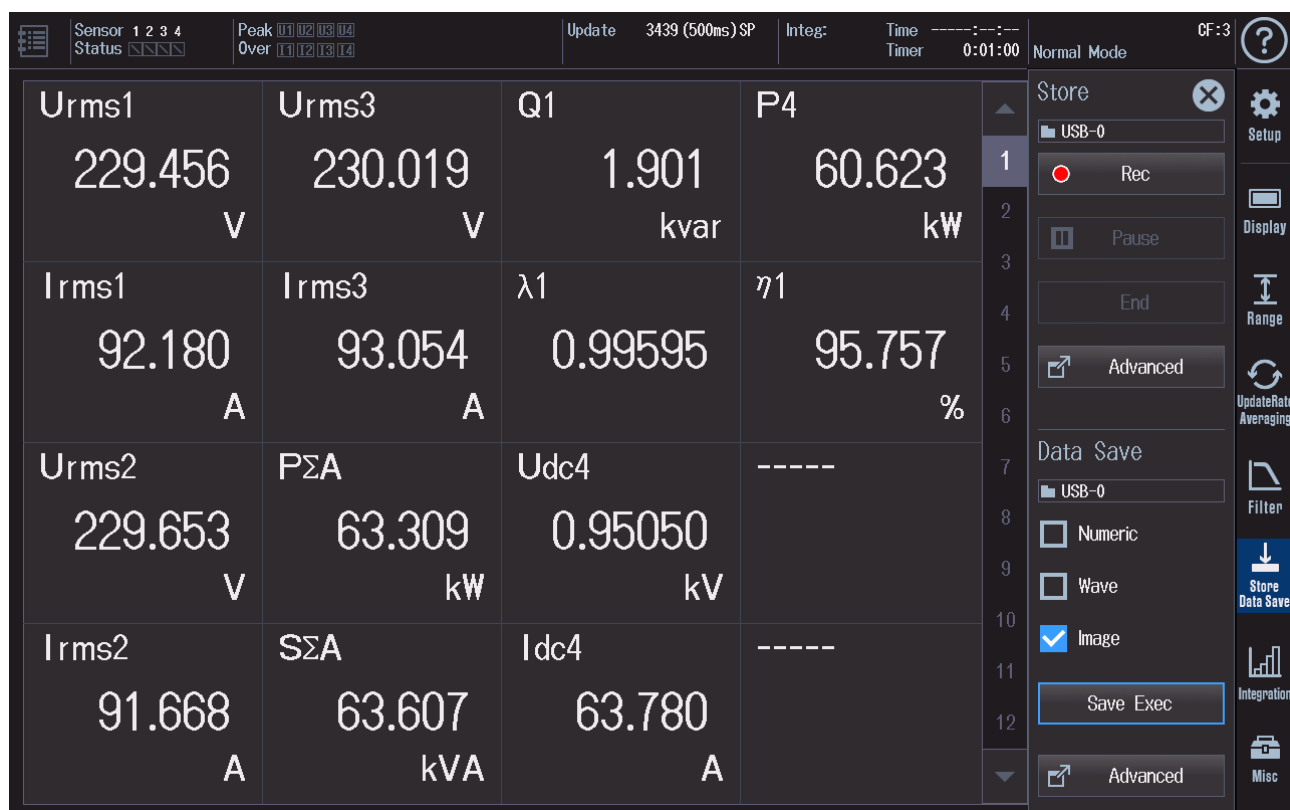 Sensor 1 2 3 4
Status
Peak U1 U2 U3 U4
Over I1 I2 I3 I4
Update 3439 (500ms) SP
Integ:
Time -----:--:--
Timer 0:01:00
CF:3
Normal Mode
?
Urms1
229.456
V
Urms3
230.019
V
Q1
1.901
kvar
P4
60.623
kW
Irms1
92.180
A
Irms3
93.054
A
λ1
0.99595
η1
95.757
%
Urms2
229.653
V
PΣA
63.309
kW
Udc4
0.95050
kV
-----
Irms2
91.668
A
SΣA
63.607
kVA
Idc4
63.780
A
-----
1
2
3
4
5
6
7
8
9
10
11
12
Store
USB-0
Rec
Pause
End
Advanced
Data Save
USB-0
Numeric
Wave
Image
Save Exec
Advanced
Setup
Display
Range
UpdateRate
Averaging
Filter
Store
Data Save
Integration
Misc